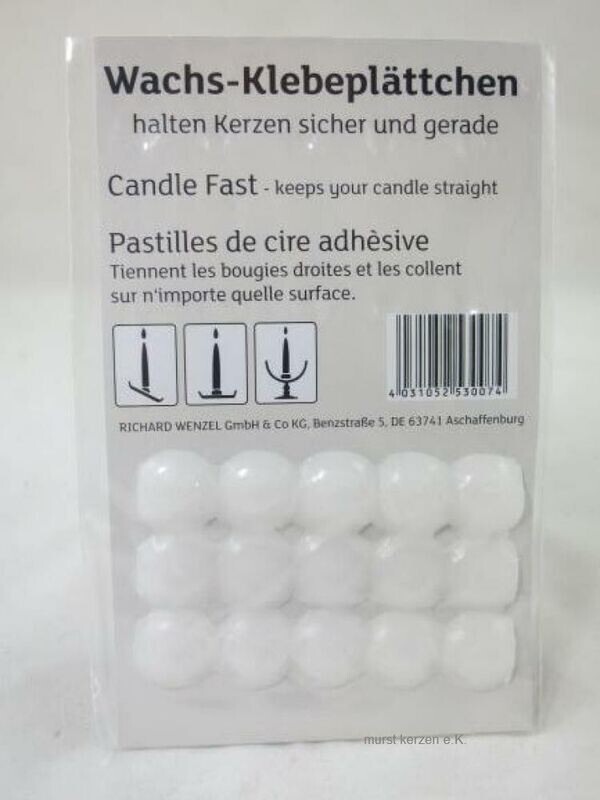 Wachs-Klebeplättchen
halten Kerzen sicher und gerade
Candle Fast - keeps your candle straight
Pastilles de cire adhèsive
Tiennent les bougies droites et les collent
sur n'importe quelle surface.
4 031052 530074
RICHARD WENZEL GmbH & Co KG, Benzstraße 5, DE 63741 Aschaffenburg
murst kerzen e.K.